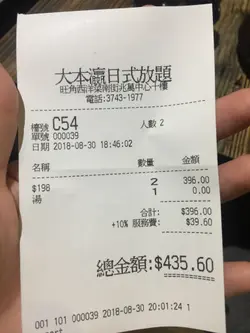 大本瀛日式放題
旺角西洋菜南街兆萬中心十樓
電話:3743-1977
檯號 C54 人數 2
單號 000039
日期 2018-08-30 18:46:02
名稱 數量 金額
$198 2 396.00
湯 1 0.00
合計: $396.00
+10% 服務費: $39.60
總金額:$435.60
001 101 000039 2018-08-30 20:01:24 1